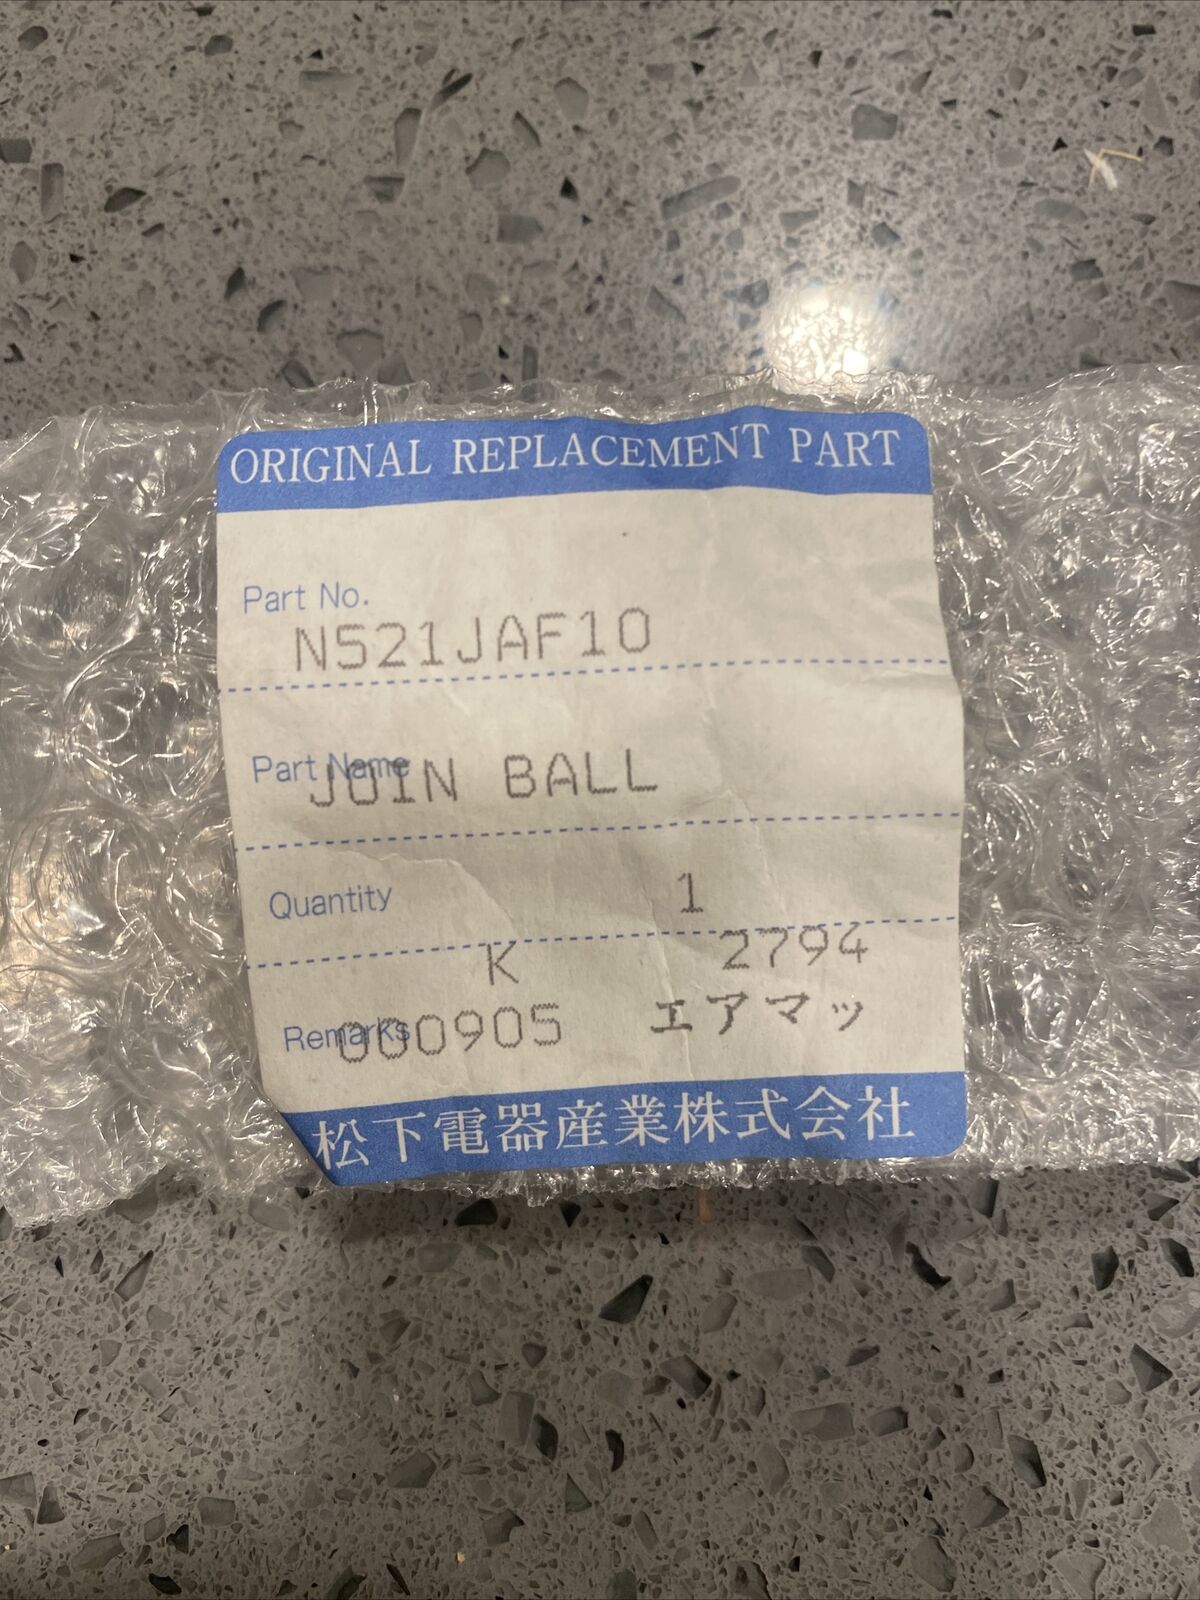 ORIGINAL REPLACEMENT PART
Part No.
N521JAF10
Part Name
JOIN BALL
Quantity 1
K 2794
Remarks 000905 エアマッ
松下電器産業株式会社